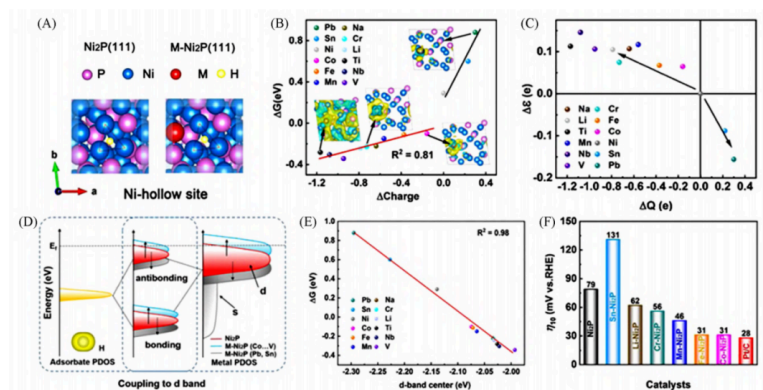 (A)
Ni₂P(111) M-Ni₂P(111)
P Ni M H
b
a
Ni-hollow site
(B)
ΔG(eV)
0.8
0.6
0.4
0.2
0.0
-0.2
-0.4
Pb Na
Sn Cr
Ni Li
Co Ti
Fe Nb
Mn V
R² = 0.81
-1.2 -0.8 -0.4 0.0 0.4
ΔCharge
(C)
Δε (e)
0.2
0.1
0.0
-0.1
-0.2
Na Cr
Li Fe
Ti Co
Mn Ni
Nb Sn
V Pb
-1.2 -0.8 -0.4 0.0 0.4
ΔQ (e)
(D)
Energy (eV)
antibonding
bonding
d
s
H
Adsorbate PDOS
Ni₂P
M-Ni₂P (Co...V)
M-Ni₂P (Pb, Sn)
Metal PDOS
Coupling to d band
(E)
ΔG
1.0
0.8
0.6
0.4
0.2
0.0
-0.2
-0.4
R² = 0.98
Pb Na
Sn Cr
Ni Li
Co Ti
Fe Nb
Mn V
-2.30 -2.25 -2.20 -2.15 -2.10 -2.05 -2.00 -1.95
d-band center (eV)
(F)
η₁₀ (mV vs.RHE)
160
120
80
40
0
79
131
62
56
46
31
31
28
Ni₂P
Sn-Ni₂P
Li-Ni₂P
Cr-Ni₂P
Mn-Ni₂P
Fe-Ni₂P
Co-Ni₂P
Pt/C
Catalysts